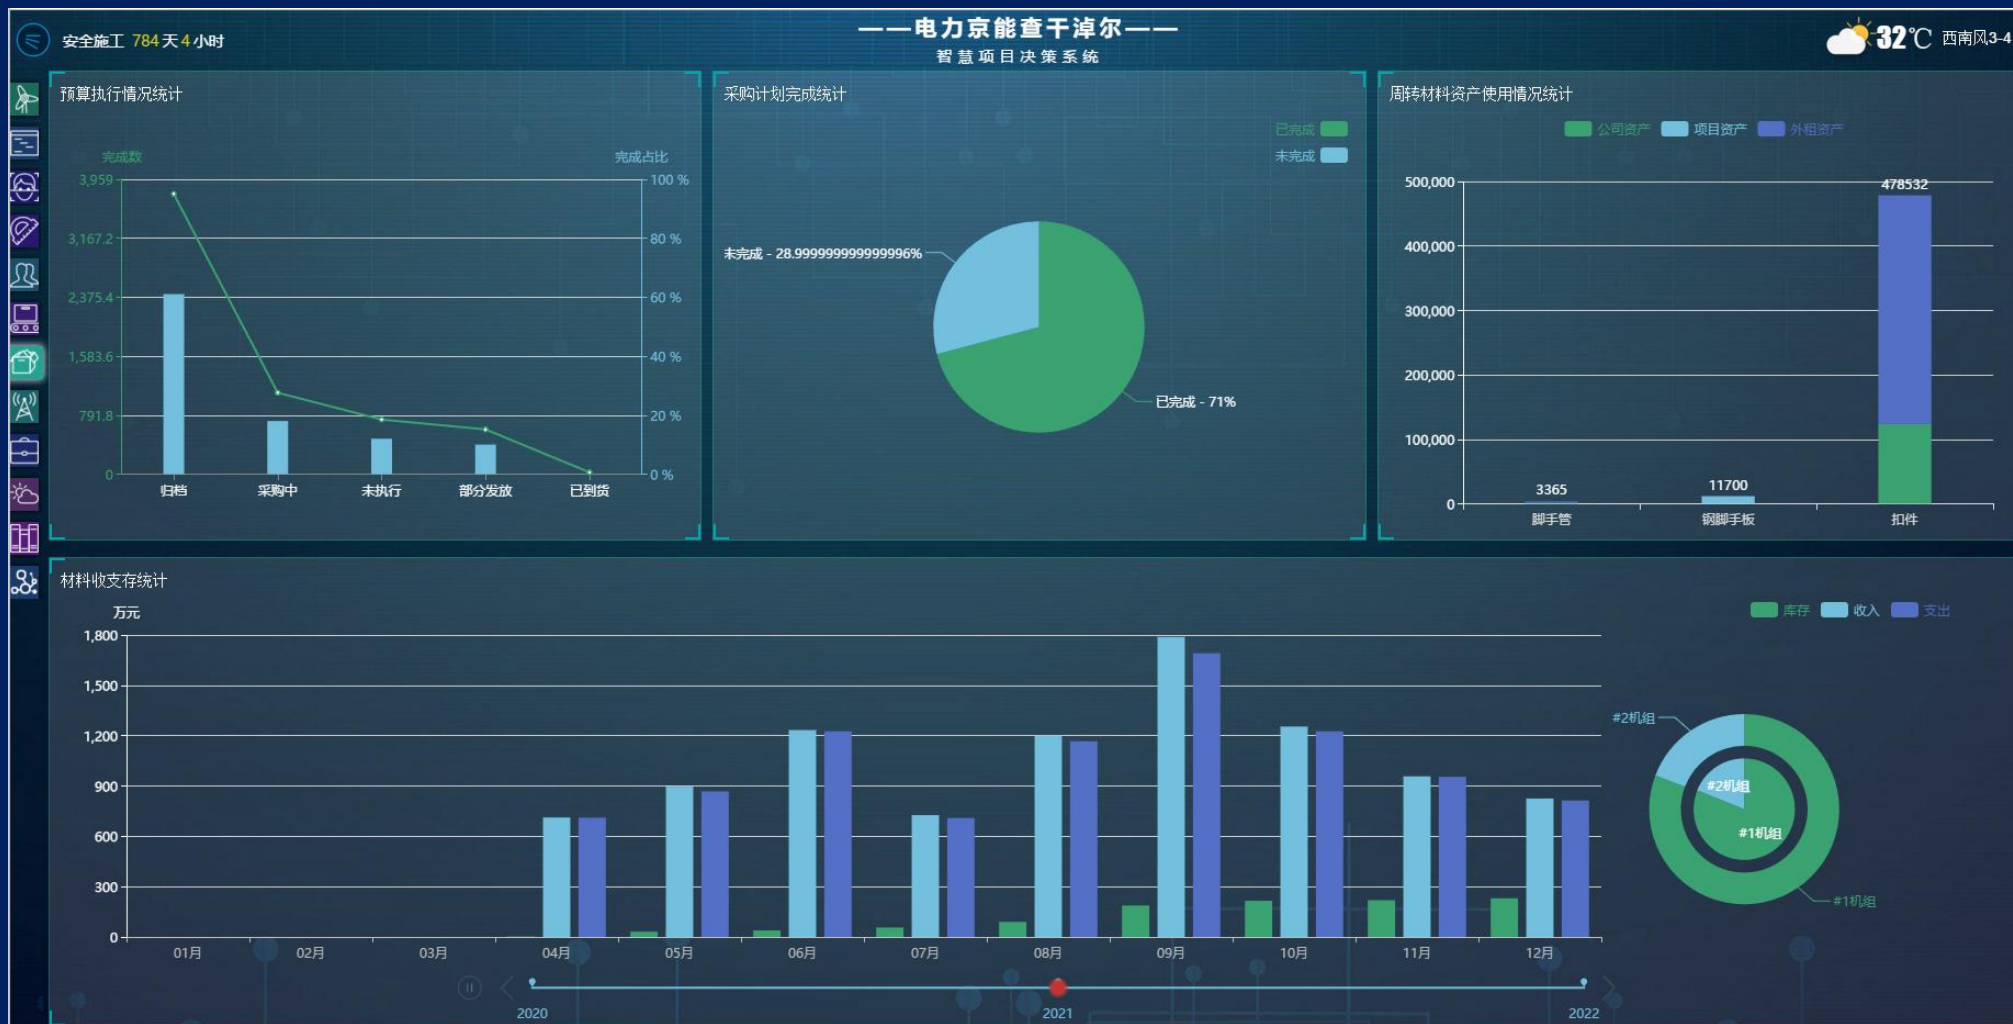 安全施工 784 天 4 小时
——电力京能查干淖尔——
智慧项目决策系统
32℃ 西南风3-4
预算执行情况统计
完成数 完成占比
3,959 100 %
3,167.2 80 %
2,375.4 60 %
1,583.6 40 %
791.8 20 %
0 0 %
归档 采购中 未执行 部分发放 已到货
采购计划完成统计
已完成
未完成
未完成 - 28.999999999999996%
已完成 - 71%
周转材料资产使用情况统计
公司资产 项目资产 外租资产
500,000
400,000
300,000
200,000
100,000
0
478532
11700
3365
脚手管 钢脚手板 扣件
材料收支存统计
万元
库存 收入 支出
1,800
1,500
1,200
900
600
300
0
01月 02月 03月 04月 05月 06月 07月 08月 09月 10月 11月 12月
#2机组
#2机组
#1机组
#1机组
2020 2021 2022